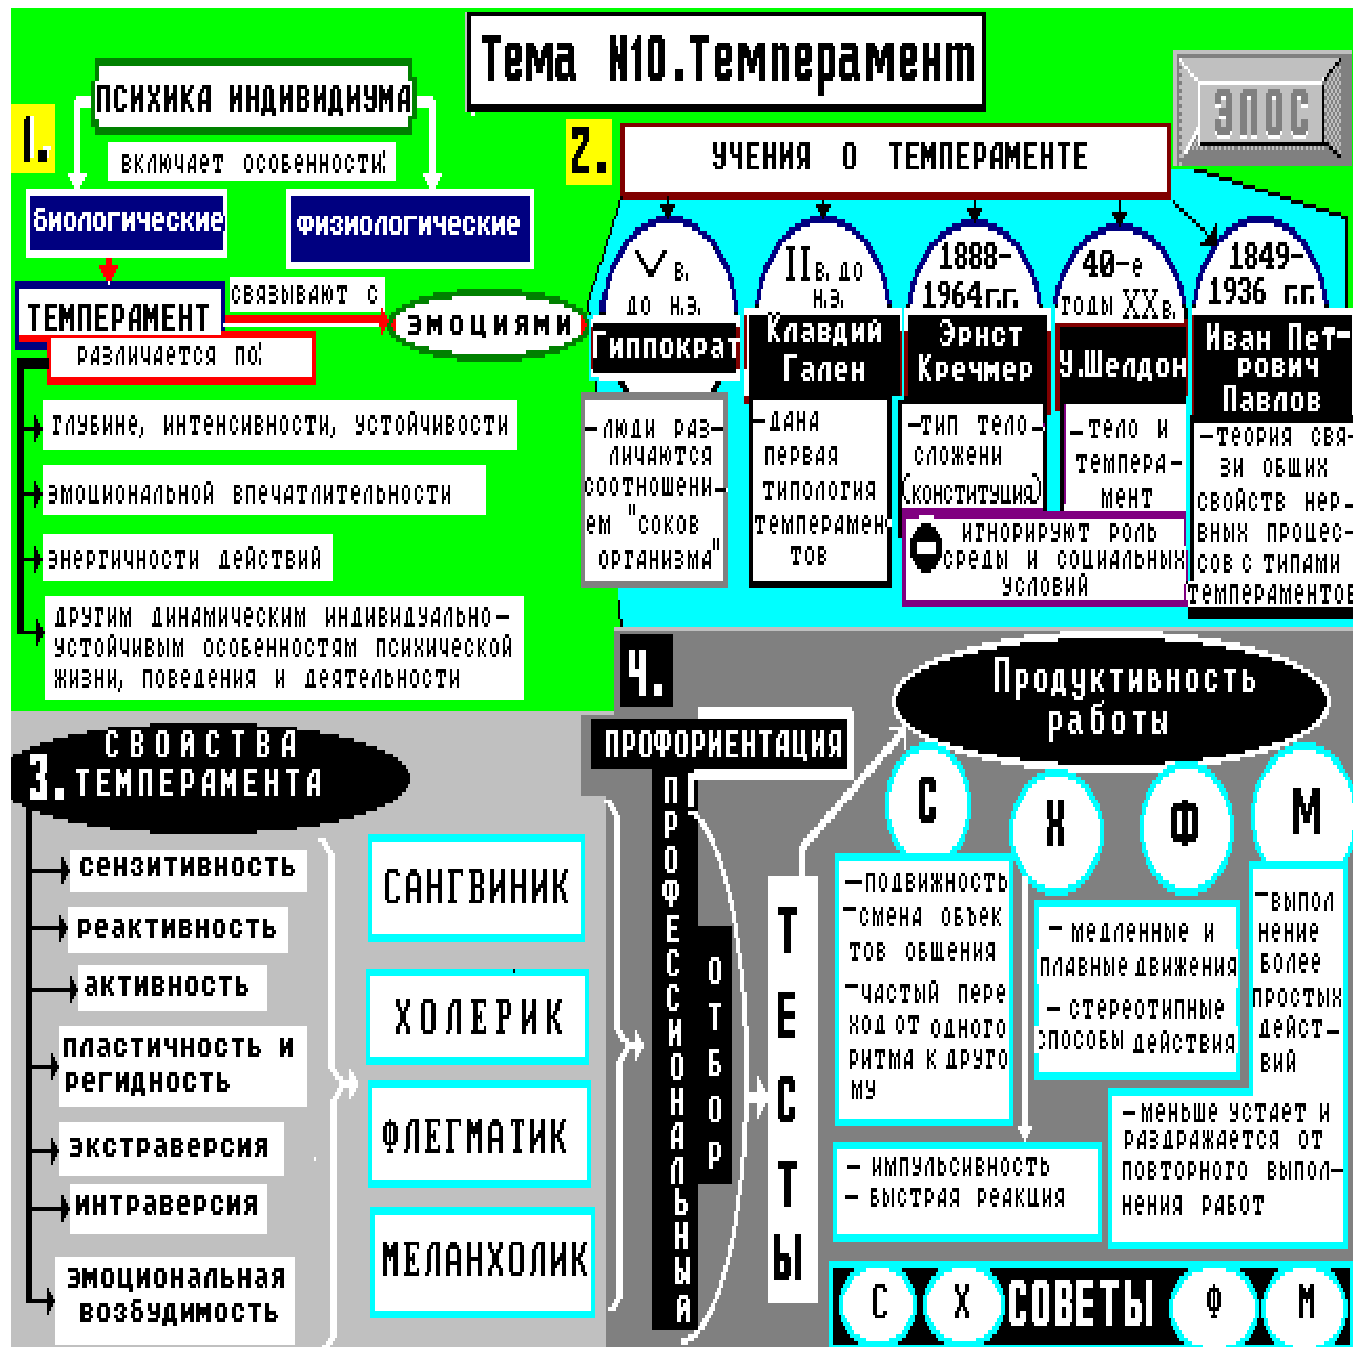 Тема N10.Темперамент
ЭПОС
1.
ПСИХИКА ИНДИВИДИУМА
ВКЛЮЧАЕТ ОСОБЕННОСТИ:
биологические
физиологические
ТЕМПЕРАМЕНТ
СВЯЗЫВАЮТ С
ЭМОЦИЯМИ
РАЗЛИЧАЕТСЯ ПО:
ГЛУБИНЕ, ИНТЕНСИВНОСТИ, УСТОЙЧИВОСТИ
ЭМОЦИОНАЛЬНОЙ ВПЕЧАТЛИТЕЛЬНОСТИ
ЭНЕРГИЧНОСТИ ДЕЙСТВИЙ
ДРУГИМ ДИНАМИЧЕСКИМ ИНДИВИДУАЛЬНО-
УСТОЙЧИВЫМ ОСОБЕННОСТЯМ ПСИХИЧЕСКОЙ
ЖИЗНИ, ПОВЕДЕНИЯ И ДЕЯТЕЛЬНОСТИ
2.
УЧЕНИЯ О ТЕМПЕРАМЕНТЕ
V в.
ДО Н.Э.
Гиппократ
-ЛЮДИ РАЗ-
ЛИЧАЮТСЯ
СООТНОШЕНИ-
ЕМ "СОКОВ
ОРГАНИЗМА"
II в. ДО
Н.Э.
Клавдий
Гален
-ДАНА
ПЕРВАЯ
ТИПОЛОГИЯ
ТЕМПЕРАМЕН-
ТОВ
1888-
1964г.г.
Эрнст
Кречмер
-ТИП ТЕЛО-
СЛОЖЕНИ
(КОНСТИТУЦИЯ)
40-е
ГОДЫ XX в.
У.Шелдон
-ТЕЛО И
ТЕМПЕРА-
МЕНТ
ИГНОРИРУЮТ РОЛЬ
СРЕДЫ И СОЦИАЛЬНЫХ
УСЛОВИЙ
1849-
1936 г.г.
Иван Пет-
рович
Павлов
-ТЕОРИЯ СВЯ-
ЗИ ОБЩИХ
СВОЙСТВ НЕР-
ВНЫХ ПРОЦЕС-
СОВ С ТИПАМИ
ТЕМПЕРАМЕНТОВ
3.
СВОЙСТВА
ТЕМПЕРАМЕНТА
сензитивность
реактивность
активность
пластичность и
регидность
экстраверсия
интраверсия
эмоциональная
возбудимость
САНГВИНИК
ХОЛЕРИК
ФЛЕГМАТИК
МЕЛАНХОЛИК
4.
ПРОФОРИЕНТАЦИЯ
ПРОФЕССИОНАЛЬНЫЯ
ОТБОР
ТЕСТЫ
Продуктивность
работы
С
Х
Ф
М
-ПОДВИЖНОСТЬ
-СМЕНА ОБЪЕК
ТОВ ОБЩЕНИЯ
-ЧАСТЫЙ ПЕРЕ
ХОД ОТ ОДНОГО
РИТМА К ДРУГО
МУ
- ИМПУЛЬСИВНОСТЬ
- БЫСТРАЯ РЕАКЦИЯ
- МЕДЛЕННЫЕ И
ПЛАВНЫЕ ДВИЖЕНИЯ
- СТЕРЕОТИПНЫЕ
СПОСОБЫ ДЕЙСТВИЯ
-ВЫПОЛ
НЕНИЕ
БОЛЕЕ
ПРОСТЫХ
ДЕЙСТ-
ВИЙ
-МЕНЬШЕ УСТАЕТ И
РАЗДРАЖАЕТСЯ ОТ
ПОВТОРНОГО ВЫПОЛ-
НЕНИЯ РАБОТ
С Х СОВЕТЫ Ф М